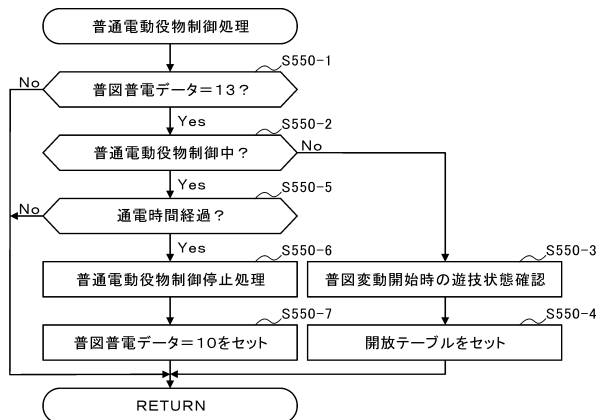 普通電動役物制御処理
S550-1
普図普電データ＝１３？
No
Yes
S550-2
普通電動役物制御中？
No
Yes
S550-5
通電時間経過？
No
Yes
S550-6
普通電動役物制御停止処理
S550-3
普図変動開始時の遊技状態確認
S550-7
普図普電データ＝１０をセット
S550-4
開放テーブルをセット
RETURN